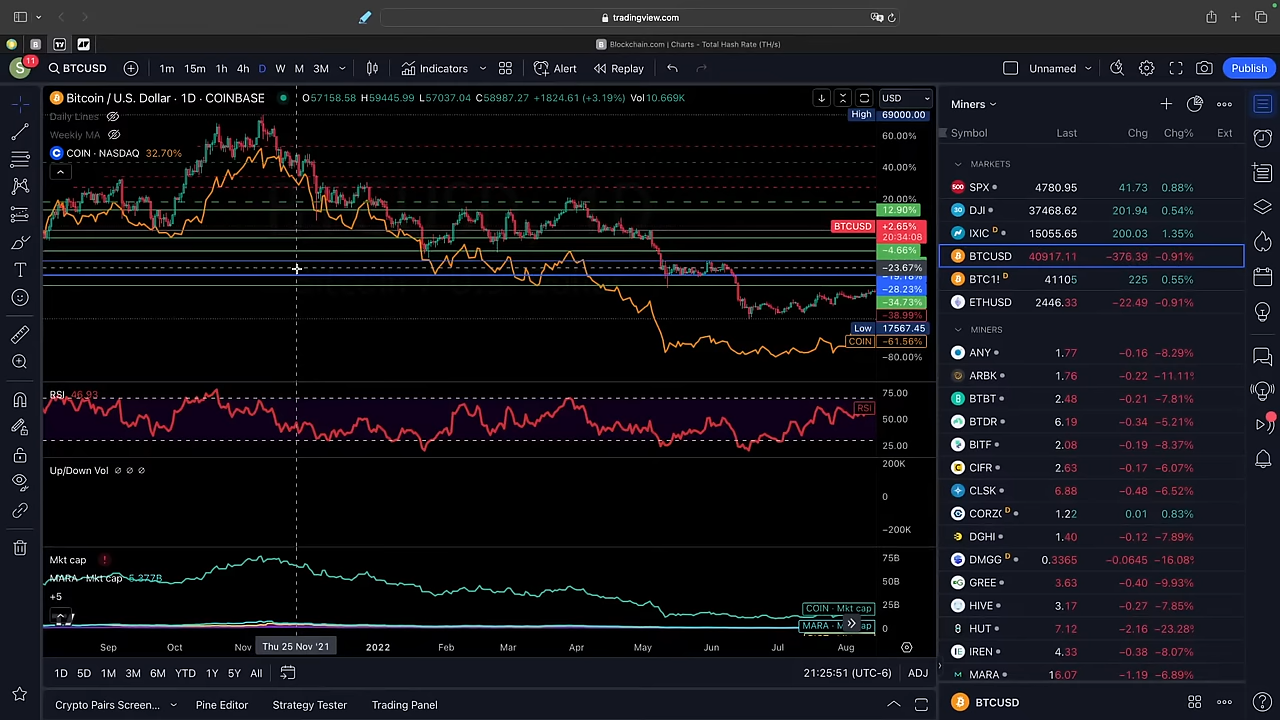 tradingview.com
Blockchain.com | Charts - Total Hash Rate (TH/s)
S 11 BTCUSD 1m 15m 1h 4h D W M 3M Indicators Alert Replay Unnamed Publish
Bitcoin / U.S. Dollar · 1D · COINBASE O57158.58 H59445.99 L57037.04 C58987.27 +1824.61 (+3.19%) Vol10.669K USD
Daily Lines
Weekly MA
COIN · NASDAQ 32.70%
High 69000.00
60.00%
40.00%
20.00%
12.90%
BTCUSD +2.65%
20:34:08
−4.66%
−23.67%
−28.23%
−34.73%
−38.99%
Low 17567.45
COIN −61.56%
−80.00%
RSI 46.93
75.00
RSI
50.00
25.00
Up/Down Vol ∅ ∅ ∅
200K
0
−200K
Mkt cap
MARA · Mkt cap 5.377B
+5
75B
50B
25B
0
COIN · Mkt cap
MARA · M
Sep Oct Nov Thu 25 Nov '21 2022 Feb Mar Apr May Jun Jul Aug
1D 5D 1M 3M 6M YTD 1Y 5Y All 21:25:51 (UTC-6) ADJ
Crypto Pairs Screen... Pine Editor Strategy Tester Trading Panel
Miners
Symbol Last Chg Chg% Ext
MARKETS
SPX 4780.95 41.73 0.88%
DJI 37468.62 201.94 0.54%
IXIC D 15055.65 200.03 1.35%
BTCUSD 40917.11 −376.39 −0.91%
BTC1! D 41105 225 0.55%
ETHUSD 2446.33 −22.49 −0.91%
MINERS
ANY 1.77 −0.16 −8.29%
ARBK 1.76 −0.22 −11.11%
BTBT 2.48 −0.21 −7.81%
BTDR 6.19 −0.34 −5.21%
BITF 2.08 −0.19 −8.37%
CIFR 2.63 −0.17 −6.07%
CLSK 6.88 −0.48 −6.52%
CORZ D 1.22 0.01 0.83%
DGHI 1.40 −0.12 −7.89%
DMGG D 0.3365 −0.0645 −16.08%
GREE 3.63 −0.40 −9.93%
HIVE 3.17 −0.27 −7.85%
HUT 7.12 −2.16 −23.28%
IREN 4.33 −0.38 −8.07%
MARA 16.07 −1.19 −6.89%
BTCUSD